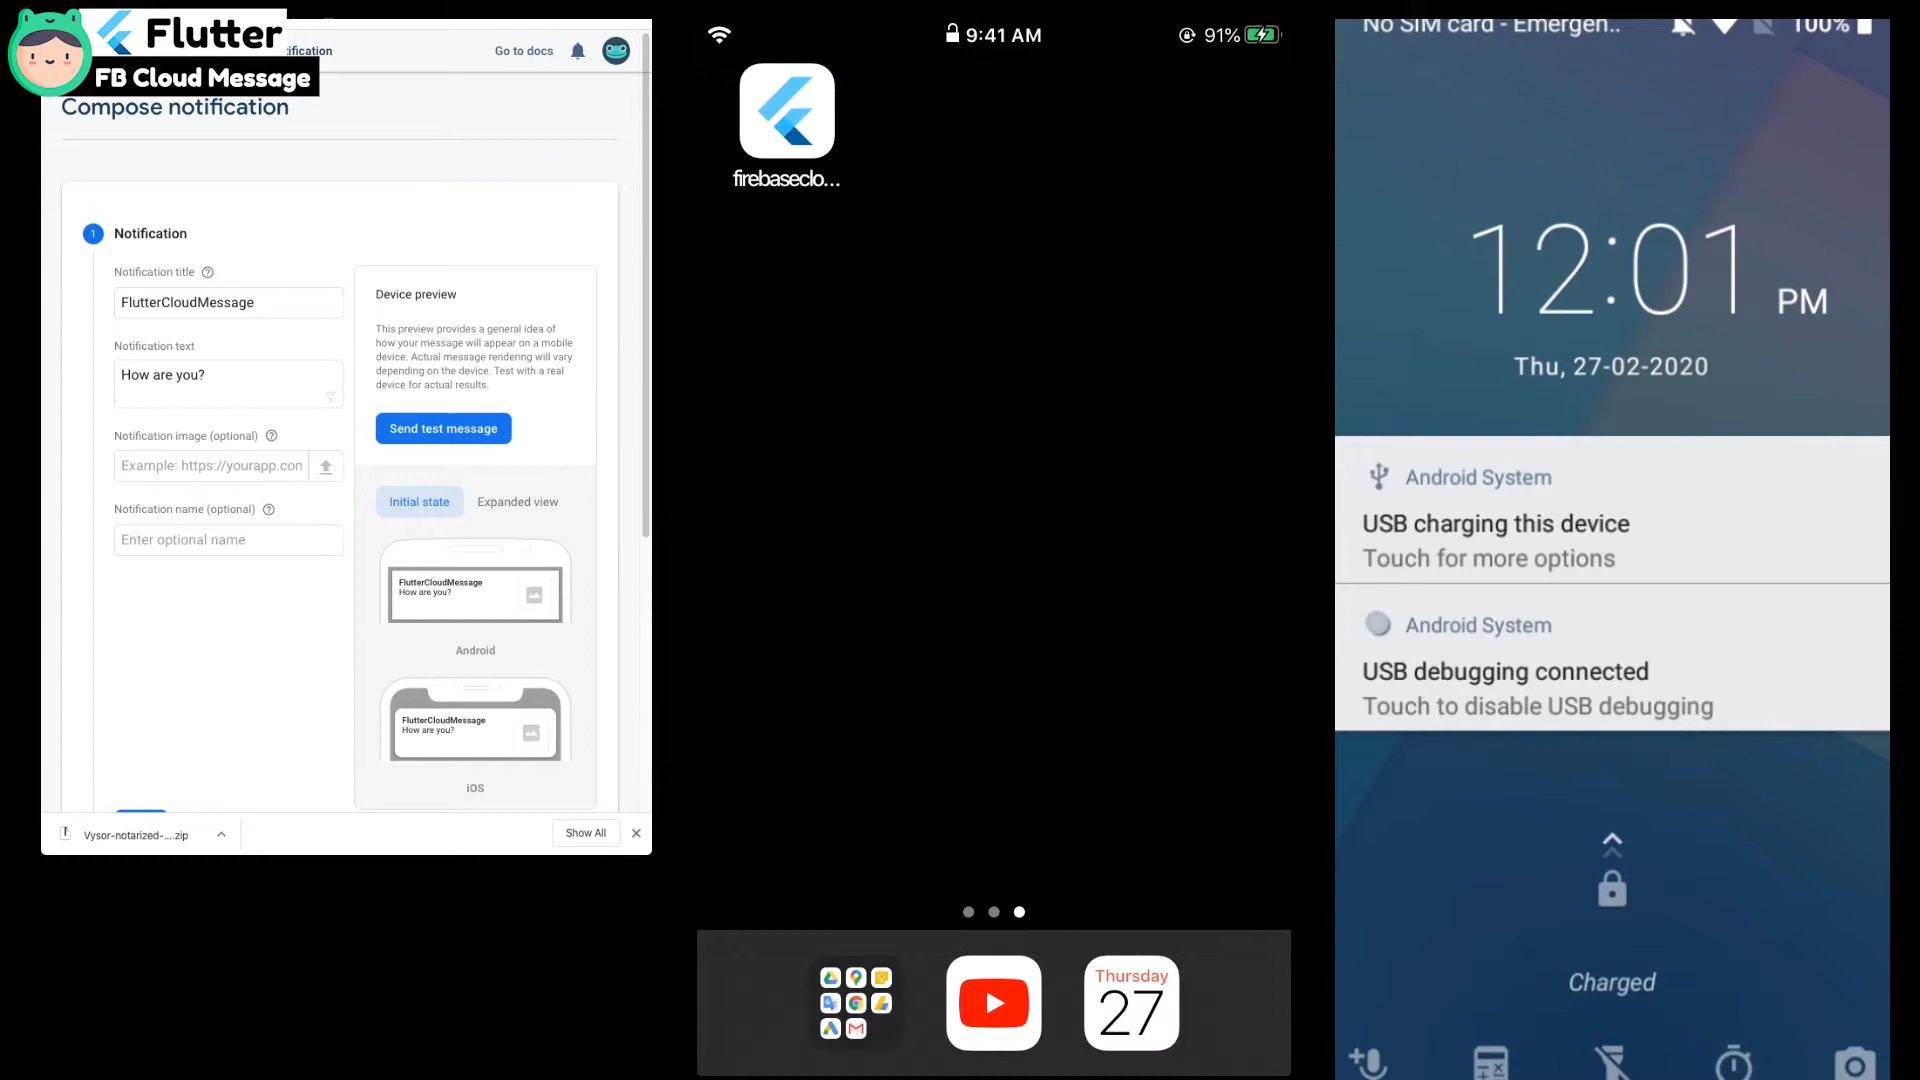 Flutter
FB Cloud Message
tification
Go to docs
Compose notification
1
Notification
Notification title
FlutterCloudMessage
Notification text
How are you?
Notification image (optional)
Example: https://yourapp.con
Notification name (optional)
Enter optional name
Device preview
This preview provides a general idea of
how your message will appear on a mobile
device. Actual message rendering will vary
depending on the device. Test with a real
device for actual results.
Send test message
Initial state
Expanded view
FlutterCloudMessage
How are you?
Android
FlutterCloudMessage
How are you?
iOS
Vysor-notarized-....zip
Show All
9:41 AM
91%
firebaseclo...
Thursday
27
No SIM card - Emergen..
100%
12:01 PM
Thu, 27-02-2020
Android System
USB charging this device
Touch for more options
Android System
USB debugging connected
Touch to disable USB debugging
Charged